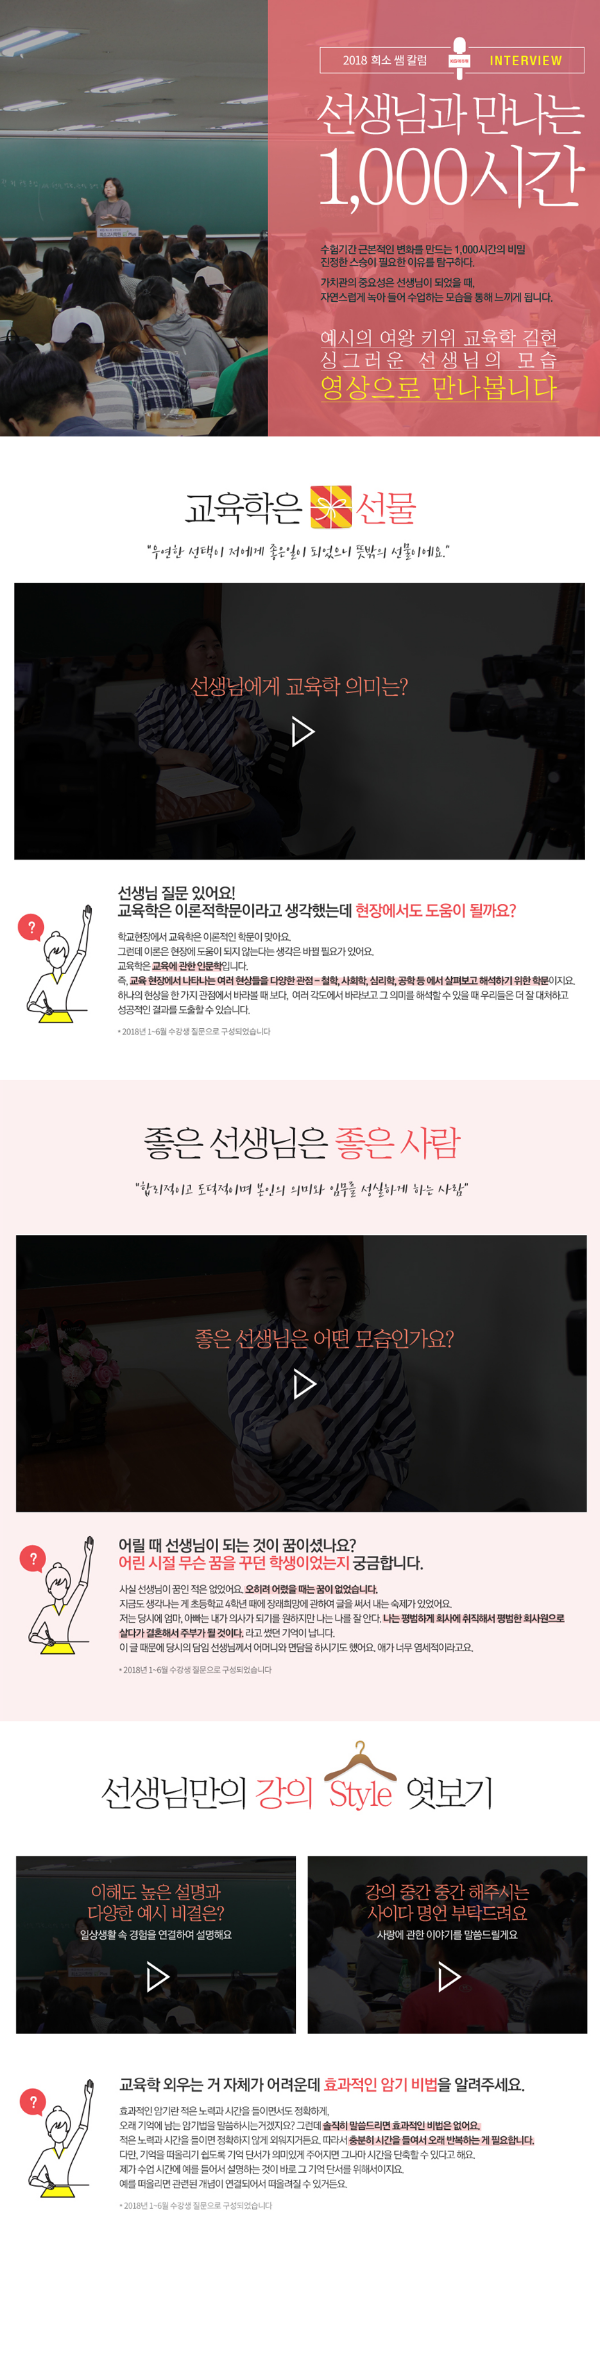 2018 희소 쌤 칼럼
INTERVIEW
선생님과 만나는
1,000시간
수험기간 근본적인 변화를 만드는 1,000시간의 비밀
진정한 스승이 필요한 이유를 탐구하다.
가치관의 중요성은 선생님이 되었을 때,
자연스럽게 녹아 들어 수업하는 모습을 통해 느끼게 됩니다.
예시의 여왕 키위 교육학 김현
싱그러운 선생님의 모습
영상으로 만나봅니다
교육학은 선물
"우연한 선택이 저에게 좋은일이 되었으니 뜻밖의 선물이에요."
선생님에게 교육학 의미는?
선생님 질문 있어요!
?
교육학은 이론적학문이라고 생각했는데 현장에서도 도움이 될까요?
학교현장에서 교육학은 이론적인 학문이 맞아요.
그런데 이론은 현장에 도움이 되지 않는다는 생각은 바뀔 필요가 있어요.
교육학은 교육에 관한 인문학입니다.
즉, 교육 현장에서 나타나는 여러 현상들을 다양한 관점 – 철학, 사회학, 심리학, 공학 등 에서 살펴보고 해석하기 위한 학문이지요.
하나의 현상을 한 가지 관점에서 바라볼 때 보다, 여러 각도에서 바라보고 그 의미를 해석할 수 있을 때 우리들은 더 잘 대처하고
성공적인 결과를 도출할 수 있습니다.
* 2018년 1~6월 수강생 질문으로 구성되었습니다
좋은 선생님은 좋은 사람
"합리적이고 도덕적이며 본인의 의미와 임무를 성실하게 하는 사람"
좋은 선생님은 어떤 모습인가요?
어릴 때 선생님이 되는 것이 꿈이셨나요?
?
어린 시절 무슨 꿈을 꾸던 학생이었는지 궁금합니다.
사실 선생님이 꿈인 적은 없었어요. 오히려 어렸을 때는 꿈이 없었습니다.
지금도 생각나는 게 초등학교 4학년 때에 장래희망에 관하여 글을 써서 내는 숙제가 있었어요.
저는 당시에 엄마, 아빠는 내가 의사가 되기를 원하지만 나는 나를 잘 안다. 나는 평범하게 회사에 취직해서 평범한 회사원으로
살다가 결혼해서 주부가 될 것이다. 라고 썼던 기억이 납니다.
이 글 때문에 당시의 담임 선생님께서 어머니와 면담을 하시기도 했어요. 애가 너무 염세적이라고요.
* 2018년 1~6월 수강생 질문으로 구성되었습니다
선생님만의 강의 Style 엿보기
이해도 높은 설명과
다양한 예시 비결은?
일상생활 속 경험을 연결하여 설명해요
강의 중간 중간 해주시는
사이다 명언 부탁드려요
사랑에 관한 이야기를 말씀드릴게요
교육학 외우는 거 자체가 어려운데 효과적인 암기 비법을 알려주세요.
?
효과적인 암기란 적은 노력과 시간을 들이면서도 정확하게,
오래 기억에 남는 암기법을 말씀하시는거겠지요? 그런데 솔직히 말씀드리면 효과적인 비법은 없어요.
적은 노력과 시간을 들이면 정확하지 않게 외워지거든요. 따라서 충분히 시간을 들여서 오래 반복하는 게 필요합니다.
다만, 기억을 떠올리기 쉽도록 기억 단서가 의미있게 주어지면 그나마 시간을 단축할 수 있다고 해요.
제가 수업 시간에 예를 들어서 설명하는 것이 바로 그 기억 단서를 위해서이지요.
예를 떠올리면 관련된 개념이 연결되어서 떠올려질 수 있거든요.
* 2018년 1~6월 수강생 질문으로 구성되었습니다